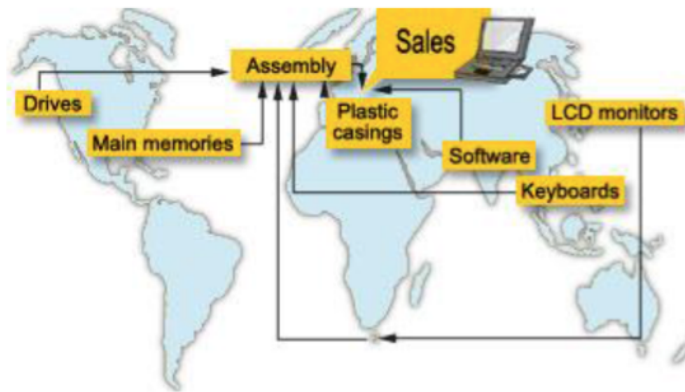 Sales
Assembly
Drives
Plastic
casings
LCD monitors
Main memories
Software
Keyboards